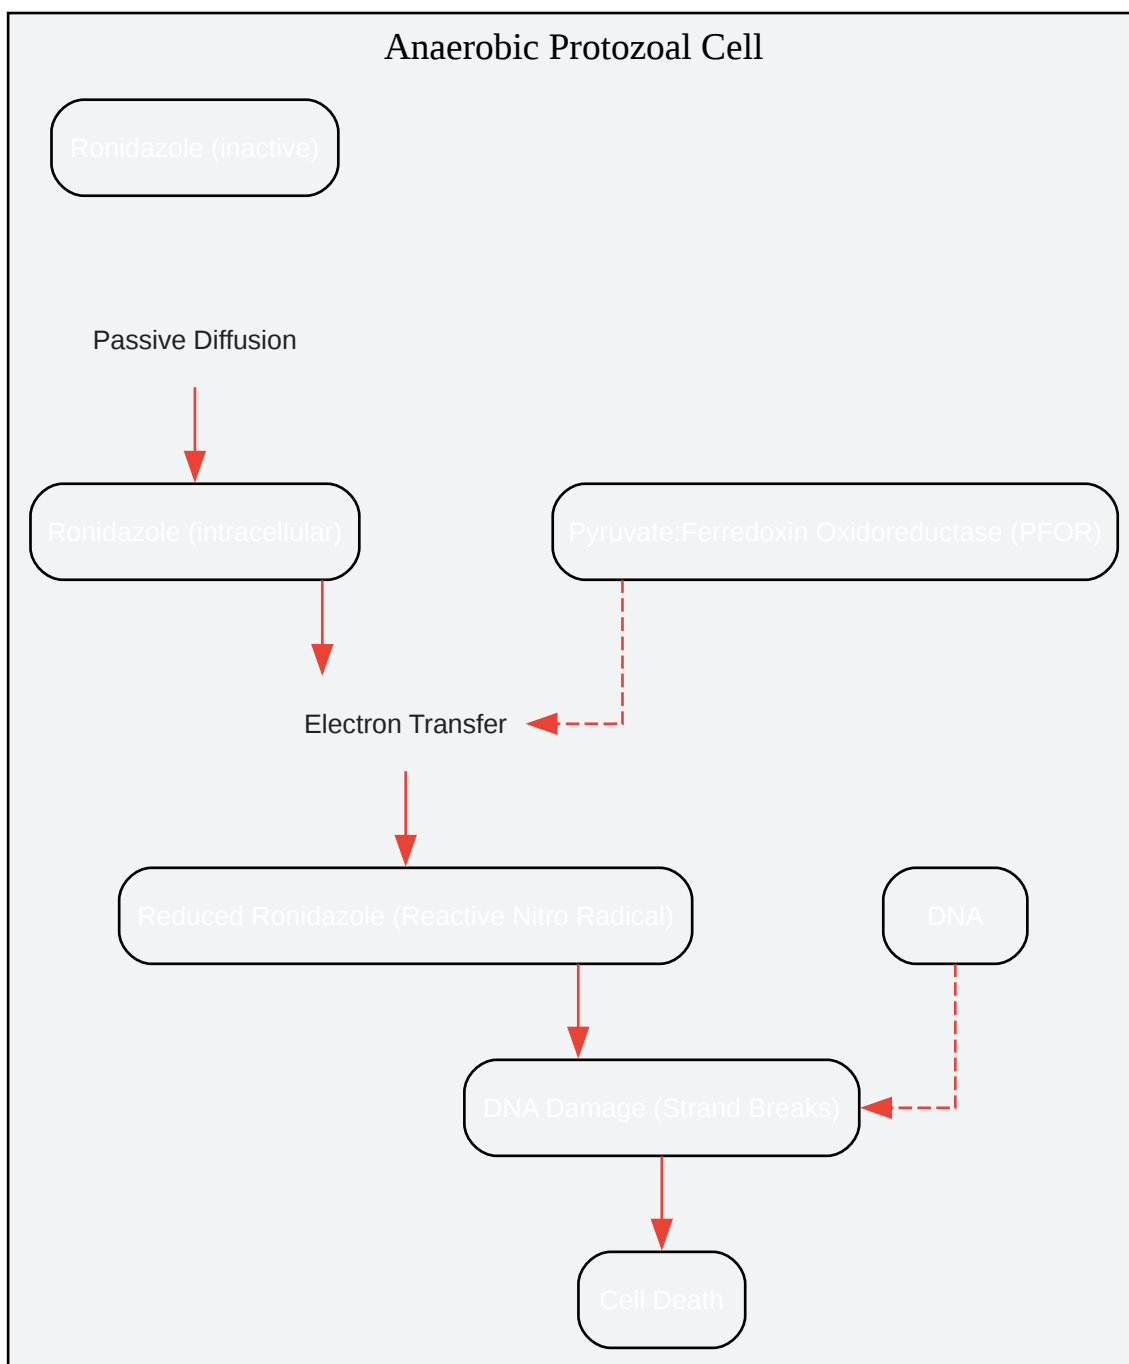 Anaerobic Protozoal Cell
Ronidazole (inactive)
Passive Diffusion
Ronidazole (intracellular)
Pyruvate:Ferredoxin Oxidoreductase (PFOR)
Electron Transfer
Reduced Ronidazole (Reactive Nitro Radical)
DNA
DNA Damage (Strand Breaks)
Cell Death